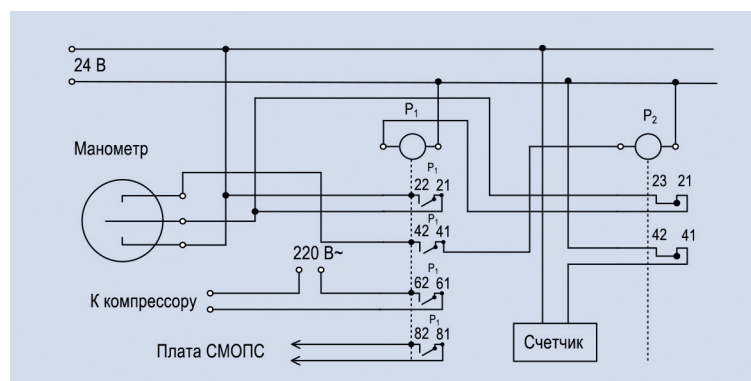 24 В
P₁
P₂
Манометр
P₁
22 21
23 21
P₁
42 41
42 41
220 В~
P₁
62 61
К компрессору
P₁
82 81
Счетчик
Плата СМОПС